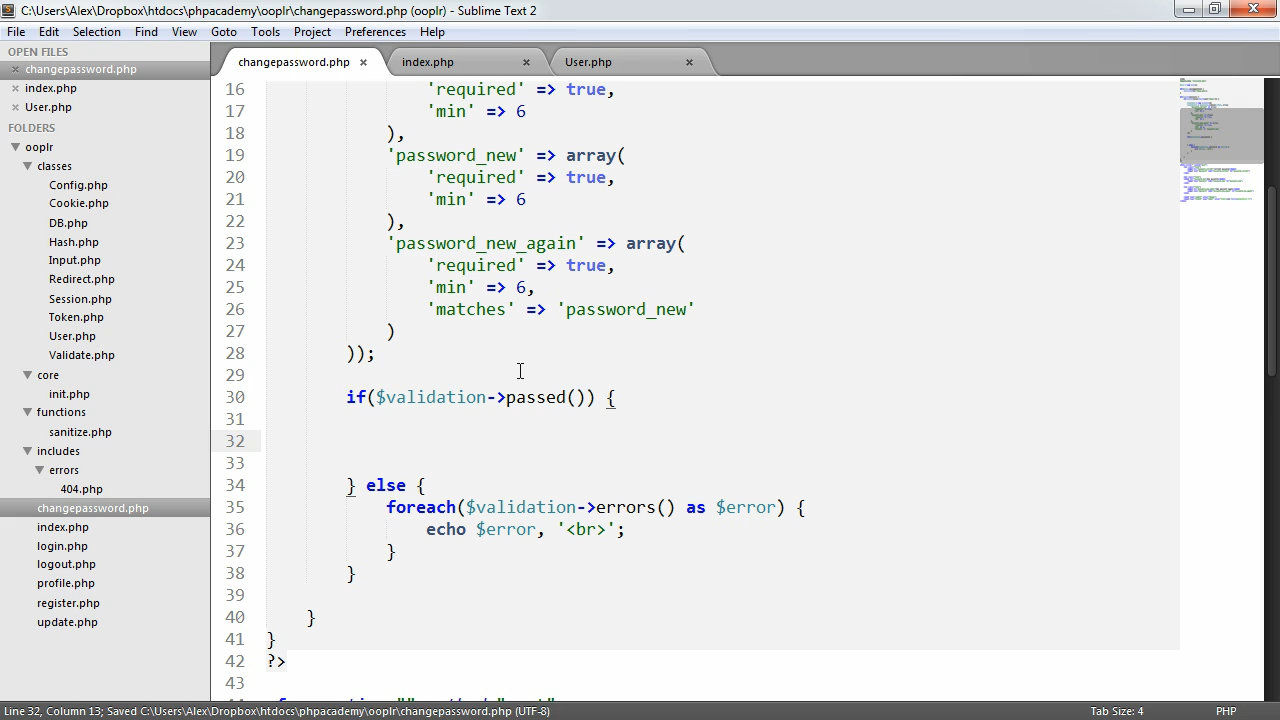 C:\Users\Alex\Dropbox\htdocs\phpacademy\ooplr\changepassword.php (ooplr) - Sublime Text 2
File Edit Selection Find View Goto Tools Project Preferences Help
OPEN FILES
changepassword.php
index.php
User.php
FOLDERS
ooplr
classes
Config.php
Cookie.php
DB.php
Hash.php
Input.php
Redirect.php
Session.php
Token.php
User.php
Validate.php
core
init.php
functions
sanitize.php
includes
errors
404.php
changepassword.php
index.php
login.php
logout.php
profile.php
register.php
update.php
changepassword.php index.php User.php
16 'required' => true,
17 'min' => 6
18 ),
19 'password_new' => array(
20 'required' => true,
21 'min' => 6
22 ),
23 'password_new_again' => array(
24 'required' => true,
25 'min' => 6,
26 'matches' => 'password_new'
27 )
28 ));
29
30 if($validation->passed()) {
31
32
33
34 } else {
35 foreach($validation->errors() as $error) {
36 echo $error, '<br>';
37 }
38 }
39
40 }
41 }
42 ?>
43
Line 32, Column 13; Saved C:\Users\Alex\Dropbox\htdocs\phpacademy\ooplr\changepassword.php (UTF-8) Tab Size: 4 PHP